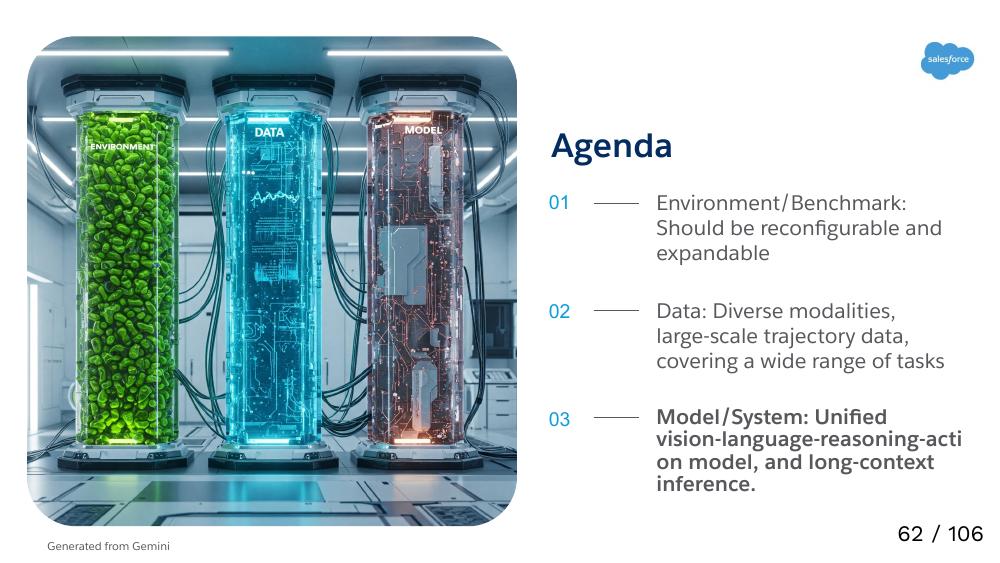 ENVIRONMENT
DATA
MODEL
salesforce
Agenda
01
Environment/Benchmark:
Should be reconfigurable and
expandable
02
Data: Diverse modalities,
large-scale trajectory data,
covering a wide range of tasks
03
Model/System: Unified
vision-language-reasoning-acti
on model, and long-context
inference.
62 / 106
Generated from Gemini